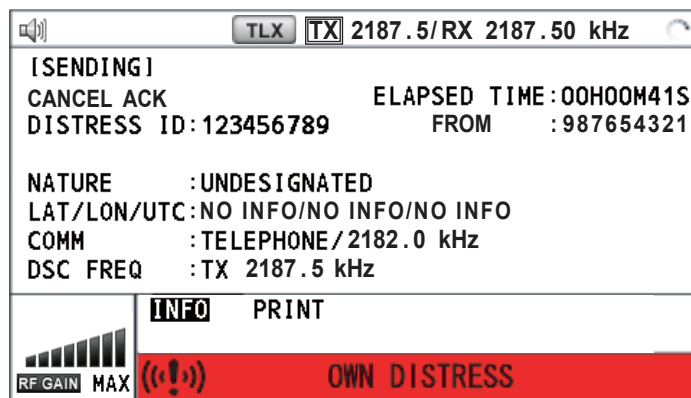 TLX TX 2187.5/RX 2187.50 kHz
[SENDING]
CANCEL ACK ELAPSED TIME:00H00M41S
DISTRESS ID:123456789 FROM :987654321
NATURE :UNDESIGNATED
LAT/LON/UTC:NO INFO/NO INFO/NO INFO
COMM :TELEPHONE/2182.0 kHz
DSC FREQ :TX 2187.5 kHz
INFO PRINT
RF GAIN MAX OWN DISTRESS